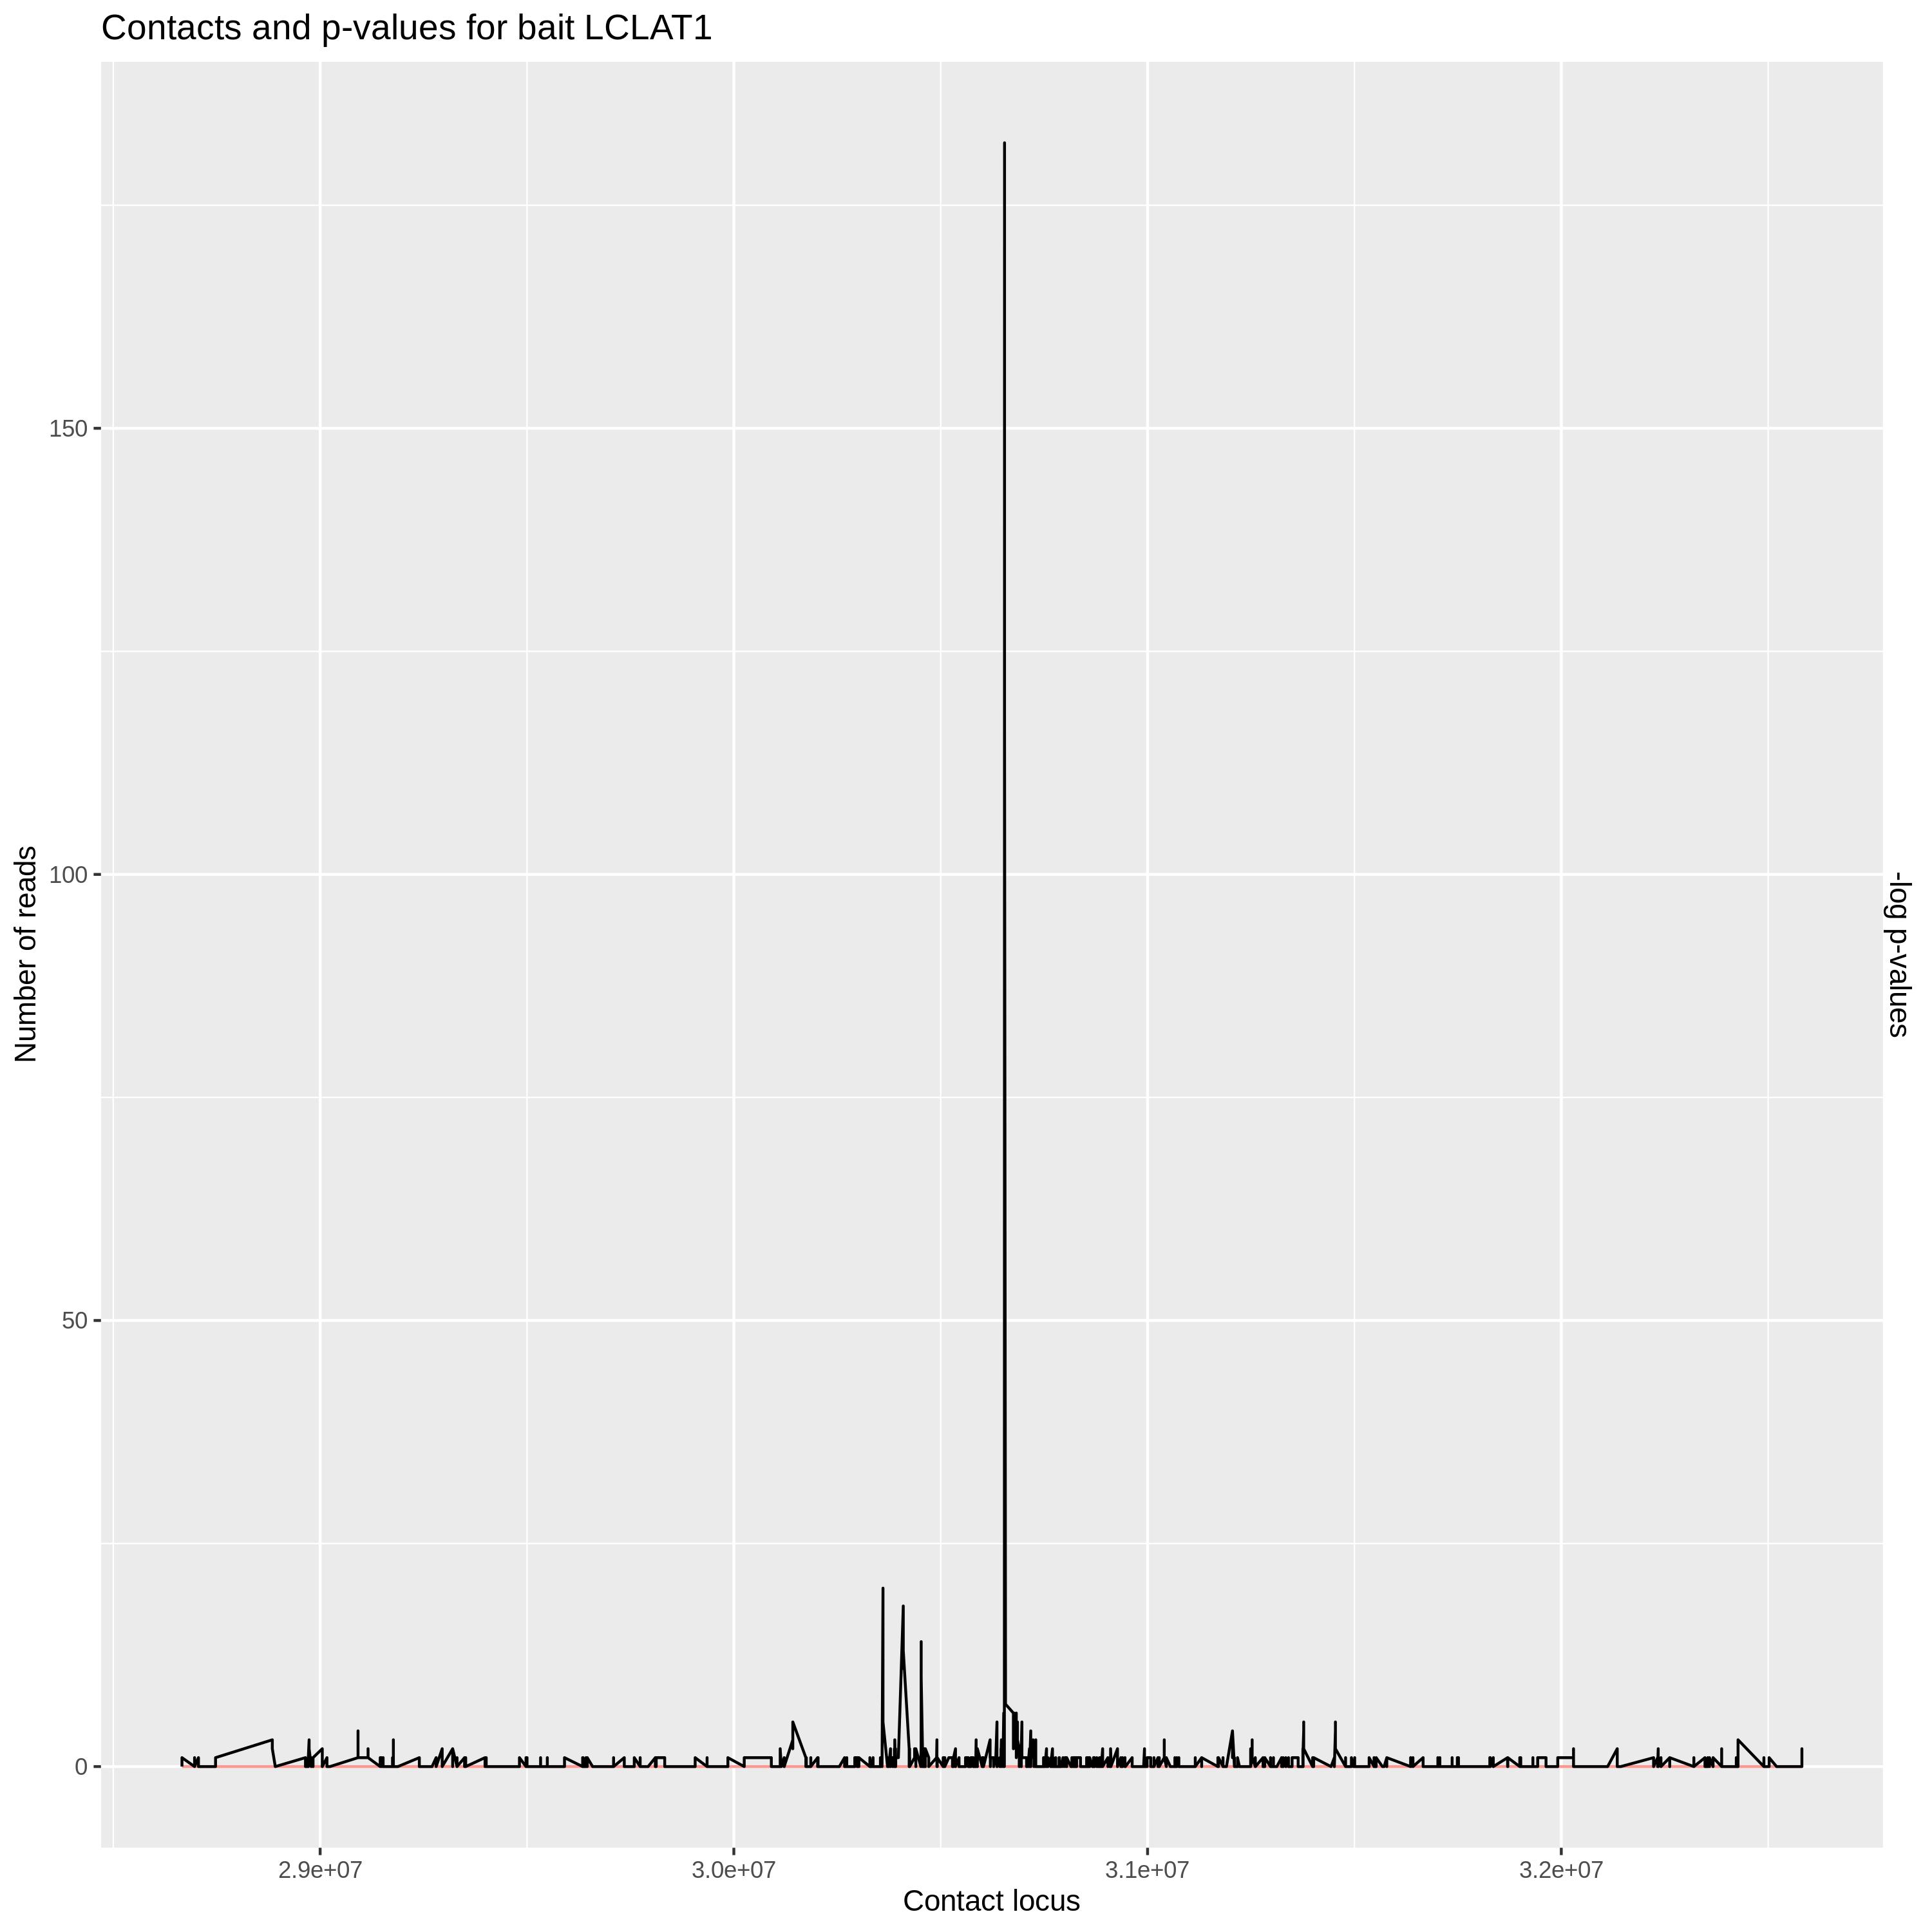 Contacts and p-values for bait LCLAT1
150
100
50
0
Number of reads
-log p-values
2.9e+07 3.0e+07 3.1e+07 3.2e+07
Contact locus